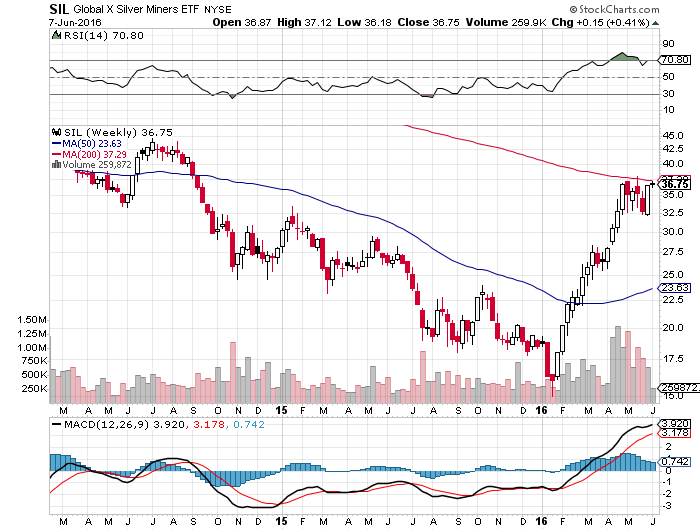 SIL Global X Silver Miners ETF NYSE © StockCharts.com
7-Jun-2016 Open 36.87 High 37.12 Low 36.18 Close 36.75 Volume 259.9K Chg +0.15 (+0.41%)
RSI(14) 70.80
90
70.80
50
30
10
SIL (Weekly) 36.75
MA(50) 23.63
MA(200) 37.29
Volume 259,872
45.0
42.5
40.0
36.75
35.0
32.5
30.0
27.5
25.0
23.63
22.5
20.0
17.5
259872
15.0
1.50M
1.25M
1.00M
750K
500K
250K
M A M J J A S O N D 15 F M A M J J A S O N D 16 F M A M J
MACD(12,26,9) 3.920, 3.178, 0.742
3.920
3.178
2
1
0.742
0
-1
-2
-3
M A M J J A S O N D 15 F M A M J J A S O N D 16 F M A M J